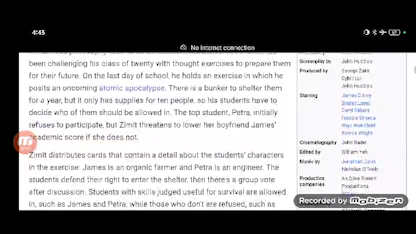 4:43
No internet connection
been challenging his class of twenty with thought exercises to prepare them
for their future. On the last day of school, he holds an exercise in which he
posits an oncoming atomic apocalypse. There is a bunker to shelter them
for a year, but it only has supplies for ten people, so his students have to
decide who of them should be allowed in. The top student, Petra, initially
refuses to participate, but Zimit threatens to lower her boyfriend James'
academic score if she does not.
Zimit distributes cards that contain a detail about the students' characters
in the exercise: James is an organic farmer and Petra is an engineer. The
students defend their right to enter the shelter, then there's a group vote
after discussion. Students with skills judged useful for survival are allowed
in, such as James and Petra, while those who don't are refused, such as
Screenplay by John Huddles
Produced by George Zakk
Cybill Lui
John Huddles
Starring James D'Arcy
Sophie Lowe
Daryl Sabara
Freddie Stroma
Rhys Wakefield
Bonnie Wright
Cinematography John Radel
Edited by William Yeh
Music by Jonathan Davis
Nicholas O'Toole
Production
companies
Productions
Recorded by
mobizen